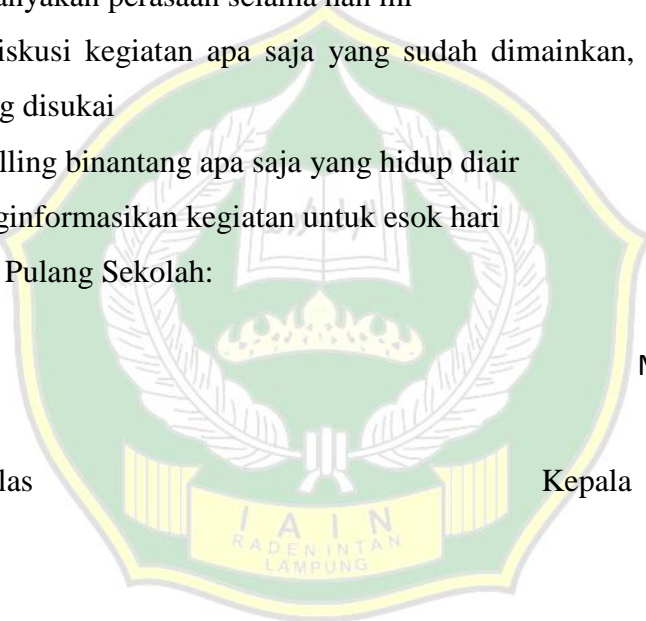 anyakan perasaan selama hari ini
iskusi kegiatan apa saja yang sudah dimainkan,
g disukai
lling binantang apa saja yang hidup diair
ginformasikan kegiatan untuk esok hari
Pulang Sekolah:
M
las Kepala
I A I N
RADEN INTAN
LAMPUNG